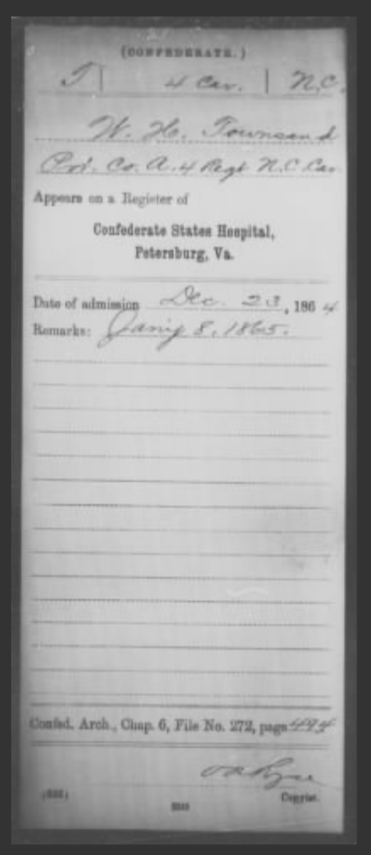 (CONFEDERATE.)
T | 4 Cav. | N.C.
W. H. Townsend
Pvt. Co. A. 4 Regt N.C. Cav
Appears on a Register of
Confederate States Hospital,
Petersburg, Va.
Date of admission Dec. 23, 1864
Remarks: Jany 8, 1865.
Confed. Arch., Chap. 6, File No. 272, page 494
Copyist.